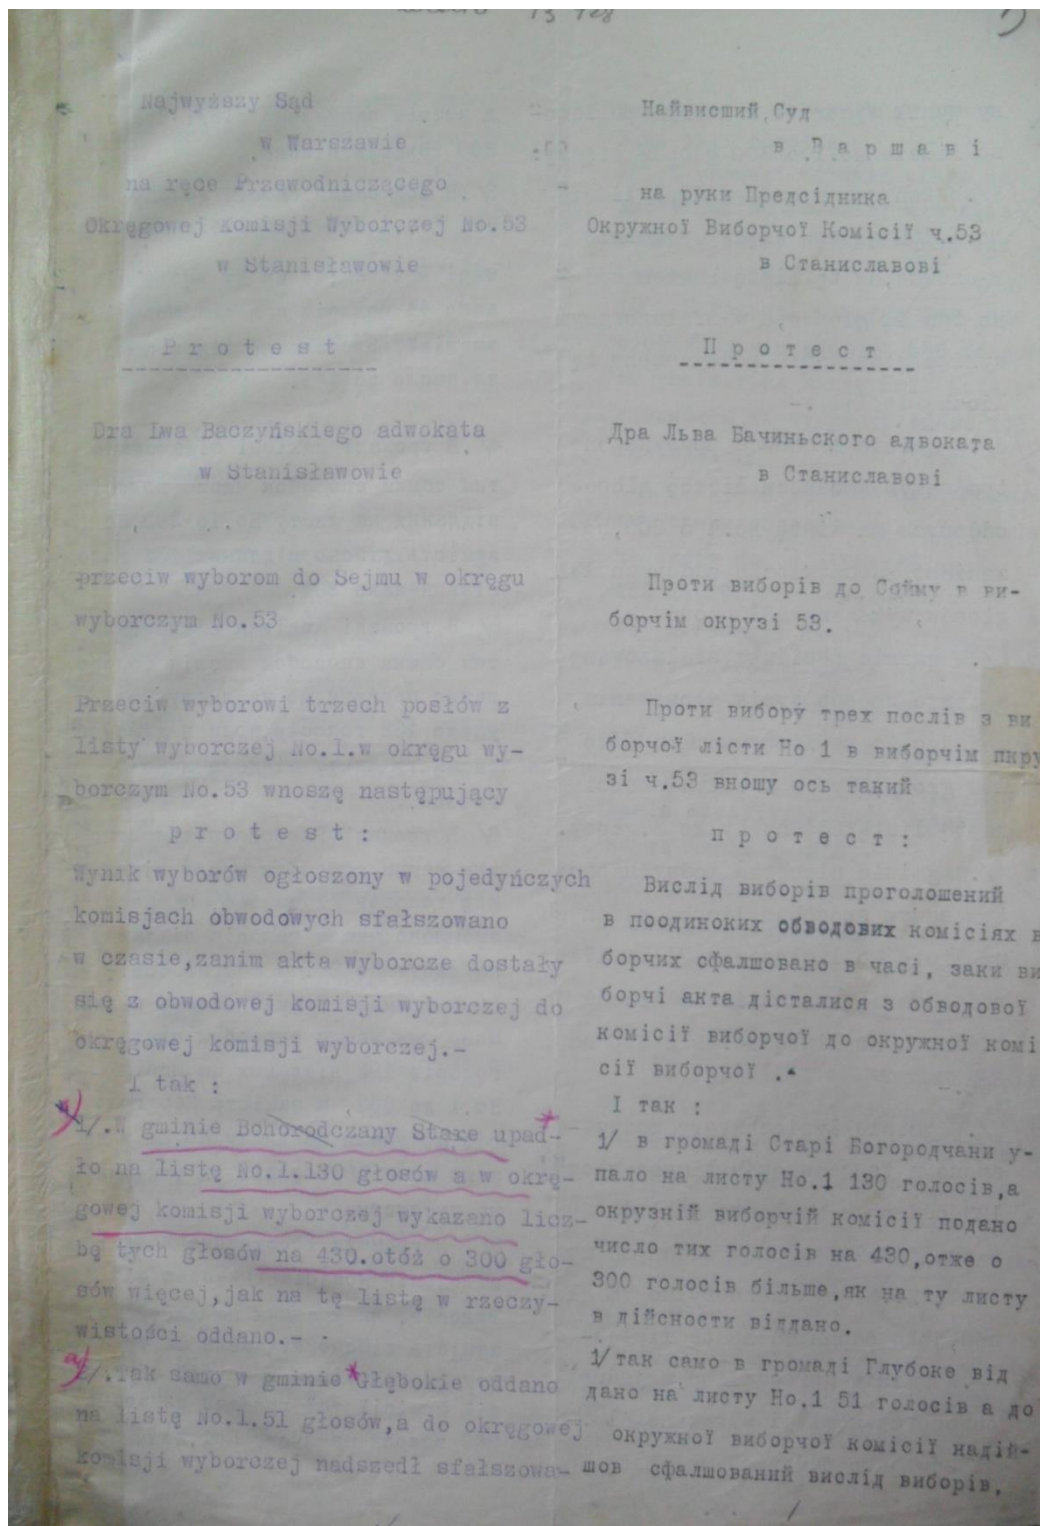 13 128
Najwyższy Sąd
w Warszawie
na ręce Przewodniczącego
Okręgowej Komisji Wyborczej No.53
w Stanisławowie
P r o t e s t
Dra Lwa Baczyńskiego adwokata
w Stanisławowie
przeciw wyborom do Sejmu w okręgu
wyborczym No.53
Przeciw wyborowi trzech posłów z
listy wyborczej No.1.w okręgu wy-
borczym No.53 wnoszę następujący
p r o t e s t :
Wynik wyborów ogłoszony w pojedyńczych
komisjach obwodowych sfałszowano
w czasie,zanim akta wyborcze dostały
się z obwodowej komisji wyborczej do
okręgowej komisji wyborczej.-
I tak :
1/.W gminie Bohorodczany Stare upad-
ło na listę No.1.130 głosów a w okrę-
gowej komisji wyborczej wykazano licz-
bę tych głosów na 430.otóż o 300 gło-
sów więcej,jak na tę listę w rzeczy-
wistości oddano.-
2/.Tak samo w gminie Głębokie oddano
na listę No.1.51 głosów,a do okręgowej
komisji wyborczej nadszedł sfałszowa-
Найвисший Суд
в В а р ш а в і
на руки Предсідника
Окружної Виборчої Комісії ч.53
в Станиславові
П р о т е с т
Дра Льва Бачиньского адвоката
в Станиславові
Проти виборів до Сойму в ви-
борчім окрузі 53.
Проти вибору трех послів з ви
борчої лісти Но 1 в виборчім пкру
зі ч.53 вношу ось такий
п р о т е с т :
Вислід виборів проголошений
в поодиноких обводових комісіях в
борчих сфалшовано в часі, заки ви
борчі акта дісталися з обводової
комісії виборчої до окружної комі
сії виборчої .
І так :
1/ в громаді Старі Богородчани у-
пало на листу Но.1 130 голосів,а
окрузній виборчій комісії подано
число тих голосів на 430,отже о
300 голосів більше,як на ту листу
в дійсности віддано.
1/так само в громаді Глубоке від
дано на листу Но.1 51 голосів а до
окружної виборчої комісії надій-
шов сфалшований вислід виборів.